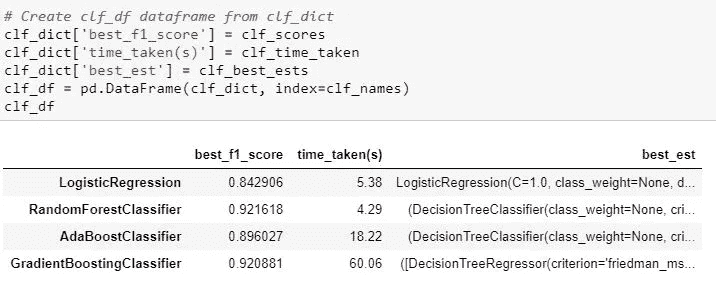 # Create clf_df dataframe from clf_dict
clf_dict['best_f1_score'] = clf_scores
clf_dict['time_taken(s)'] = clf_time_taken
clf_dict['best_est'] = clf_best_ests
clf_df = pd.DataFrame(clf_dict, index=clf_names)
clf_df
best_f1_score time_taken(s) best_est
LogisticRegression 0.842906 5.38 LogisticRegression(C=1.0, class_weight=None, d...
RandomForestClassifier 0.921618 4.29 (DecisionTreeClassifier(class_weight=None, cri...
AdaBoostClassifier 0.896027 18.22 (DecisionTreeClassifier(class_weight=None, cri...
GradientBoostingClassifier 0.920881 60.06 ([DecisionTreeRegressor(criterion='friedman_ms...